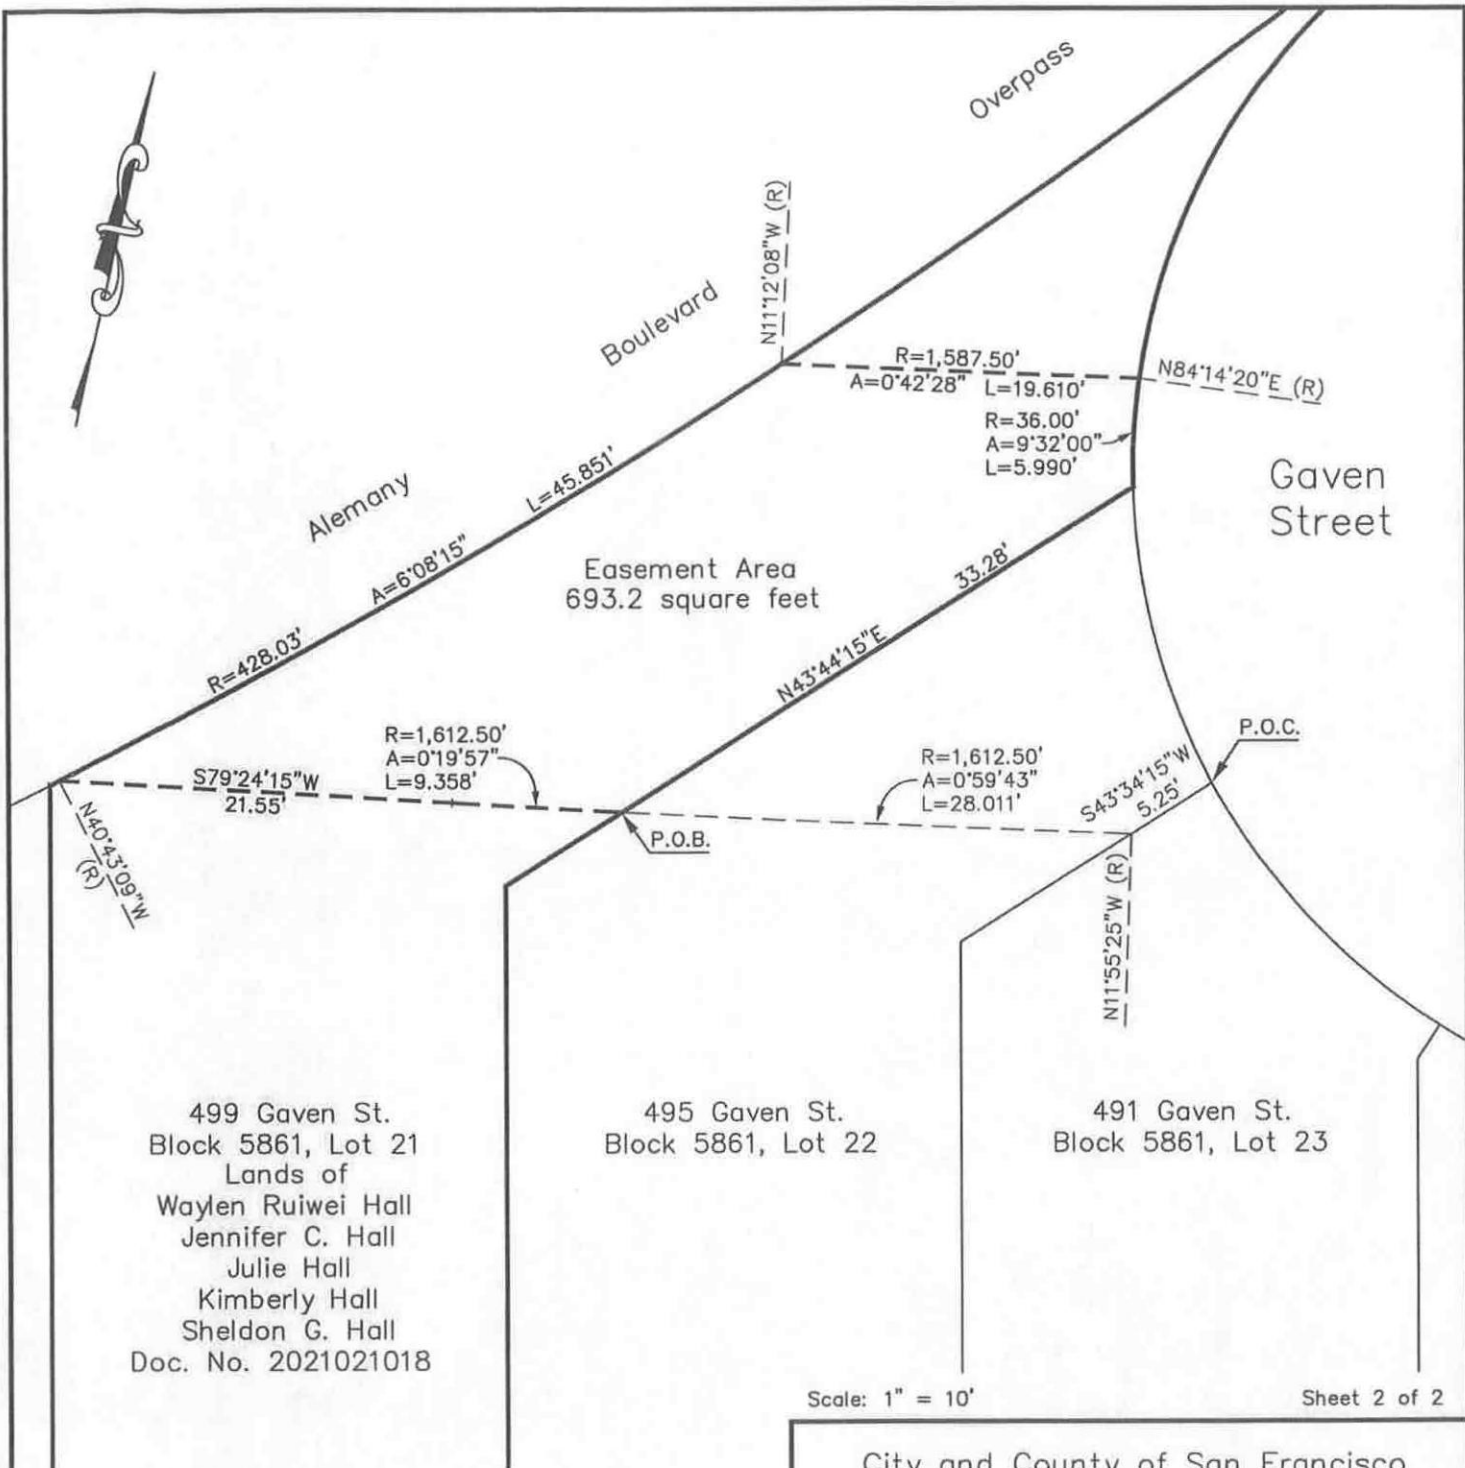 Overpass
N11°12'08"W (R)
Boulevard
R=1,587.50'
A=0°42'28" L=19.610'
N84°14'20"E (R)
R=36.00'
A=9°32'00"
L=5.990'
Gaven
Street
Alemany
R=428.03' A=6°08'15" L=45.851'
Easement Area
693.2 square feet
N43°44'15"E 33.28'
R=1,612.50'
A=0°19'57"
L=9.358'
S79°24'15"W
21.55'
N40°43'09"W
(R)
P.O.B.
R=1,612.50'
A=0°59'43"
L=28.011'
S43°34'15"W
5.25'
P.O.C.
N11°55'25"W (R)
499 Gaven St.
Block 5861, Lot 21
Lands of
Waylen Ruiwei Hall
Jennifer C. Hall
Julie Hall
Kimberly Hall
Sheldon G. Hall
Doc. No. 2021021018
495 Gaven St.
Block 5861, Lot 22
491 Gaven St.
Block 5861, Lot 23
Scale: 1" = 10'
Sheet 2 of 2
City and County of San Francisco